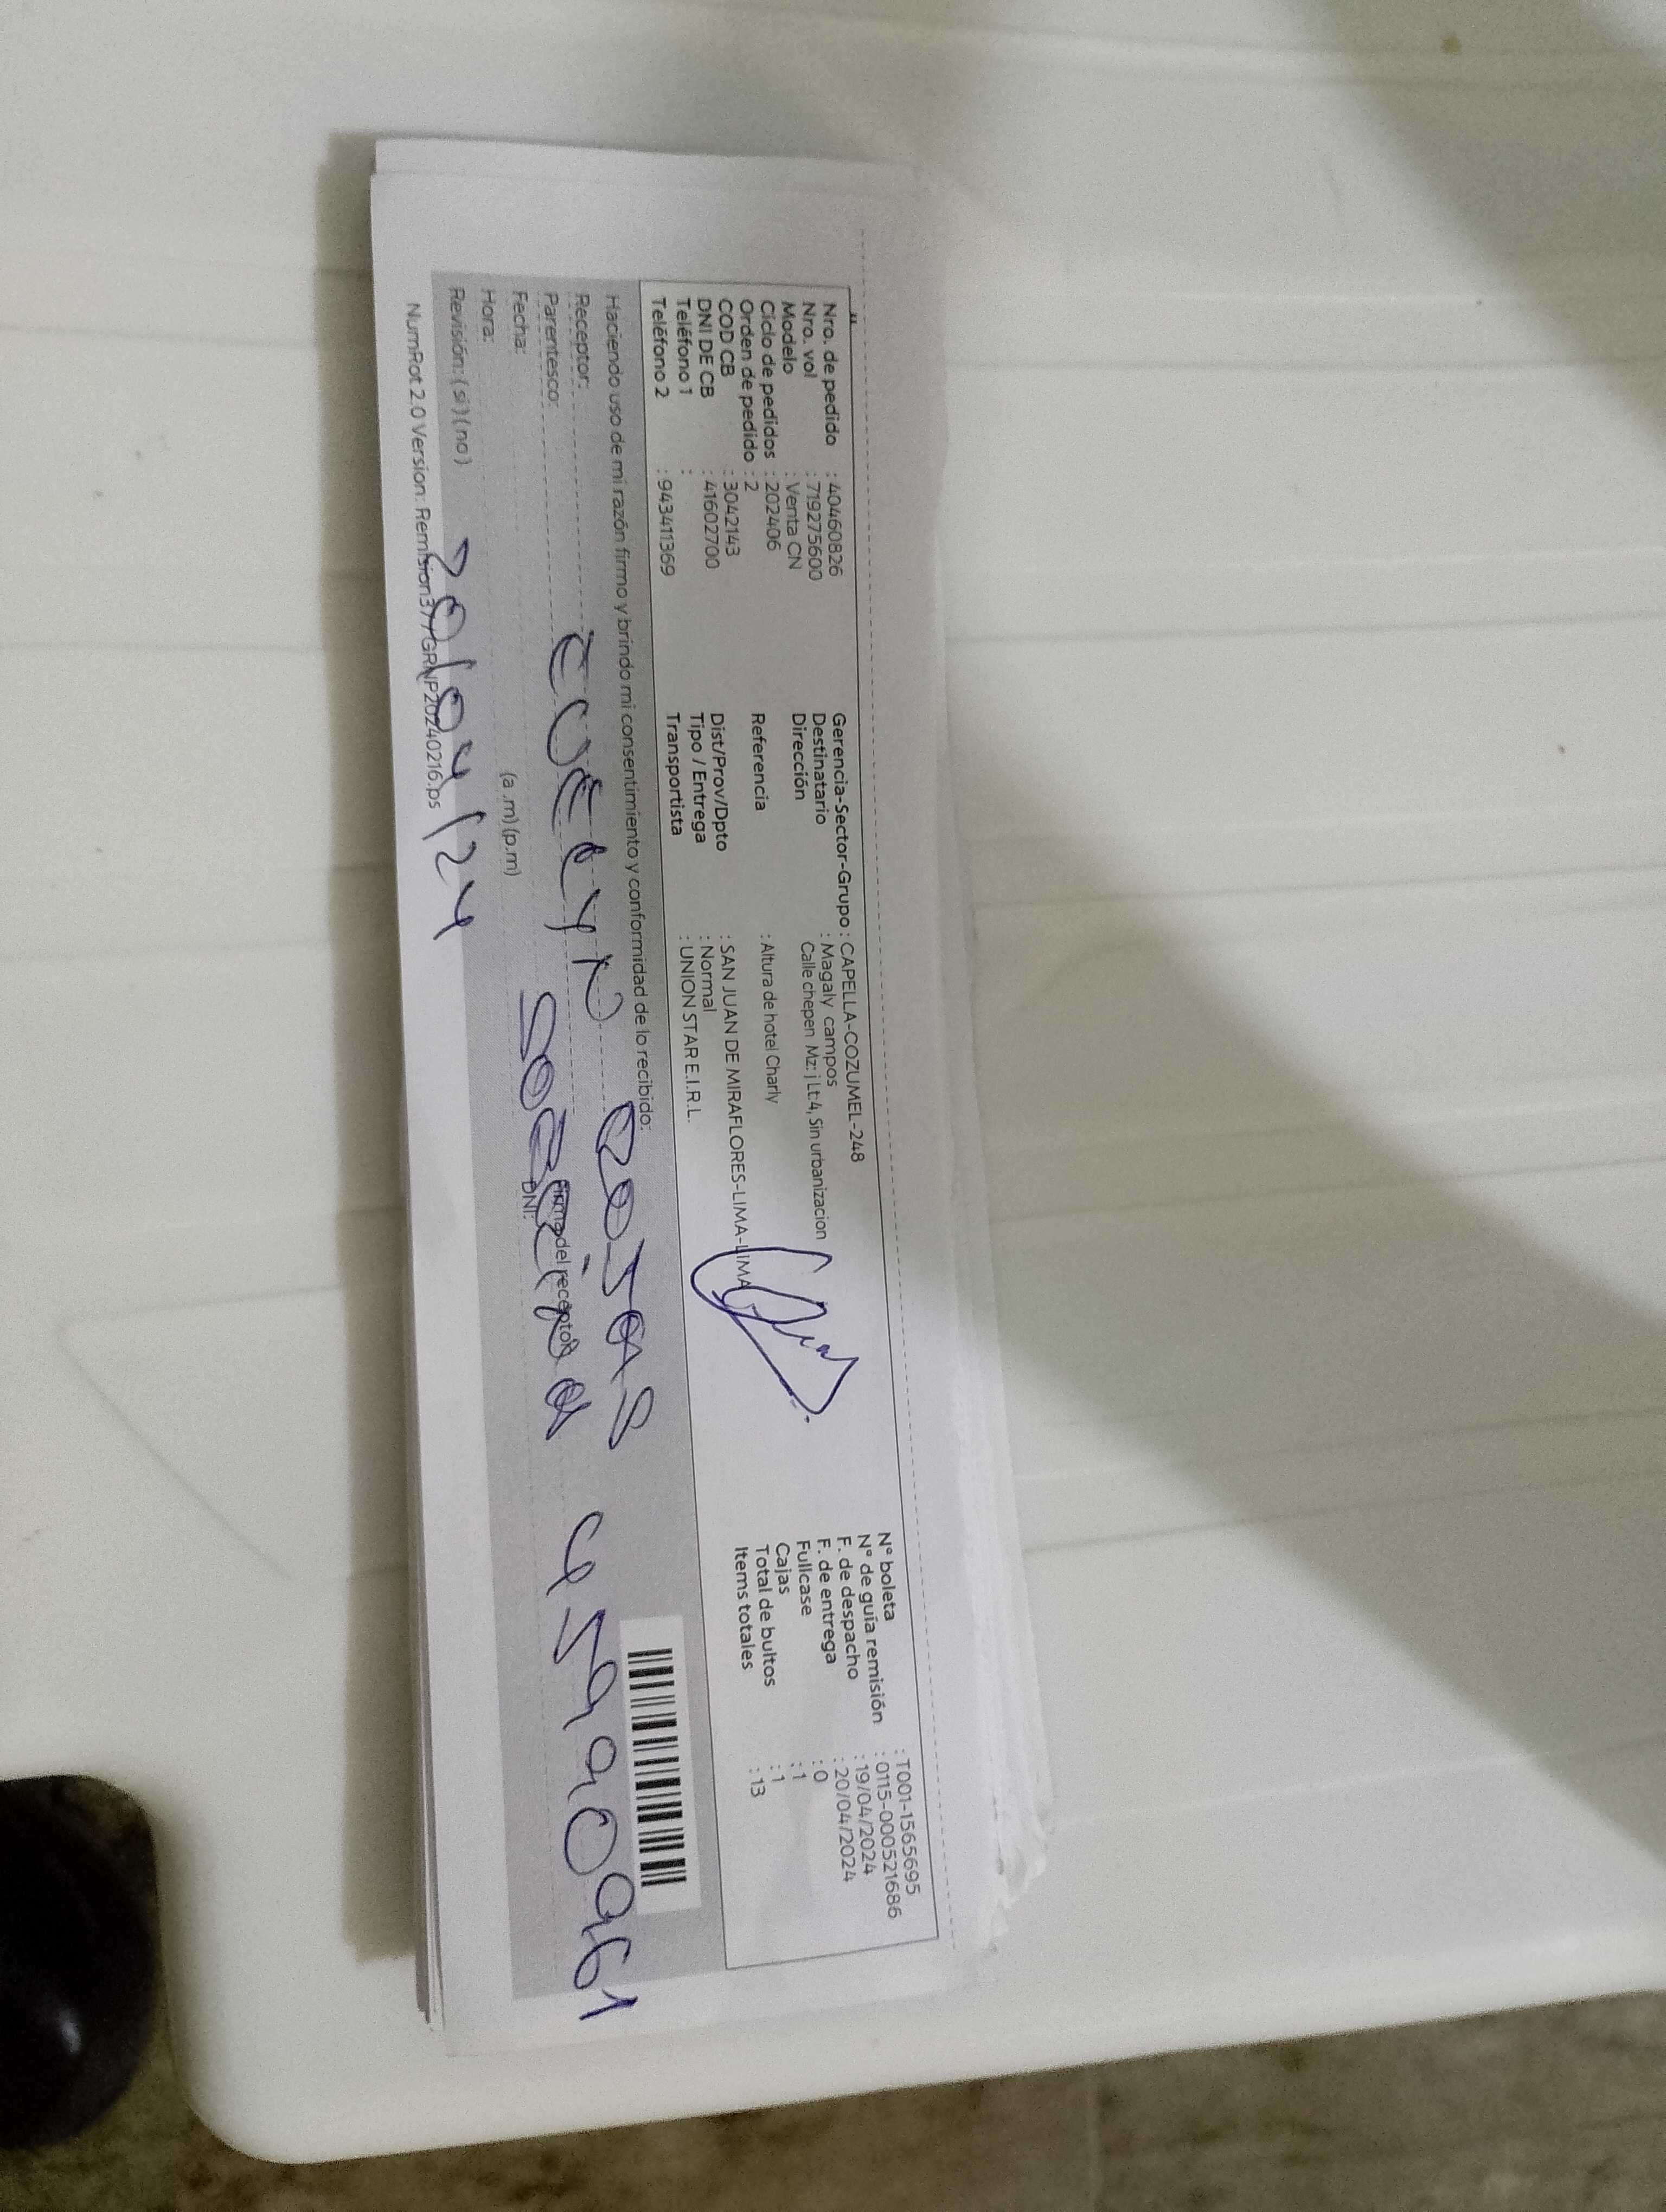 Nro. de pedido : 40460826
Nro. vol : 719275600
Modelo : Venta CN
Ciclo de pedidos : 202406
Orden de pedido : 2
COD CB : 3042143
DNI DE CB : 41602700
Teléfono 1 :
Teléfono 2 : 943411369
Gerencia-Sector-Grupo : CAPELLA-COZUMEL-248
Destinatario : Magaly campos
Dirección Calle chepen Mz: j Lt:4, Sin urbanizacion
Referencia : Altura de hotel Charly
Dist/Prov/Dpto : SAN JUAN DE MIRAFLORES-LIMA-LIMA
Tipo / Entrega : Normal
Transportista : UNION STAR E.I.R.L.
N° boleta : T001-1565695
N° de guía remisión : 0115-000521686
F. de despacho : 19/04/2024
F. de entrega : 20/04/2024
Fullcase : 0
Cajas : 1
Total de bultos : 1
Items totales : 13
Haciendo uso de mi razón firmo y brindo mi consentimiento y conformidad de lo recibido:
Receptor: Rojas
Parentesco:
Firma del receptor
Fecha:
DNI:
Hora: (a .m) (p.m)
Revisión: ( si ) ( no ) 20/04/24
NumRot 2.0 Version: Remision377GRNP20240216.ps